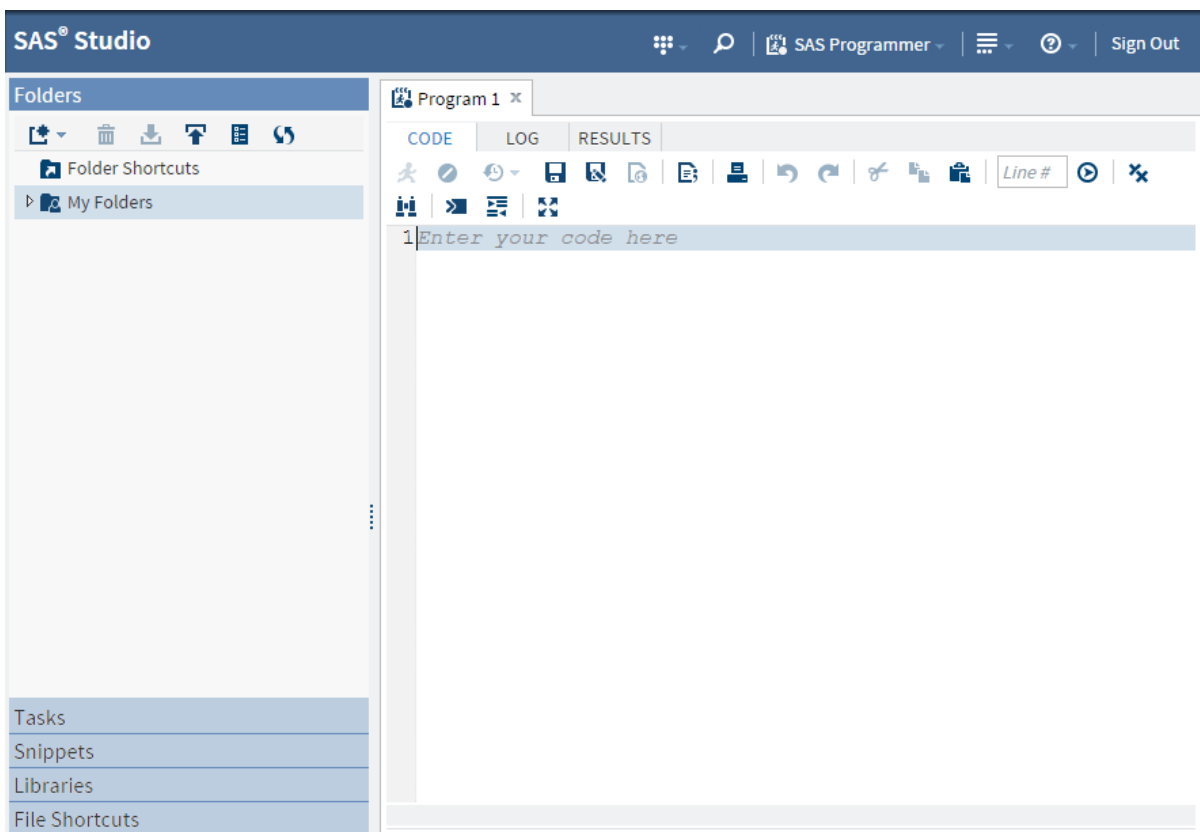 SAS® Studio
SAS Programmer
Sign Out
Folders
Folder Shortcuts
My Folders
Tasks
Snippets
Libraries
File Shortcuts
Program 1
CODE LOG RESULTS
Line #
1 Enter your code here